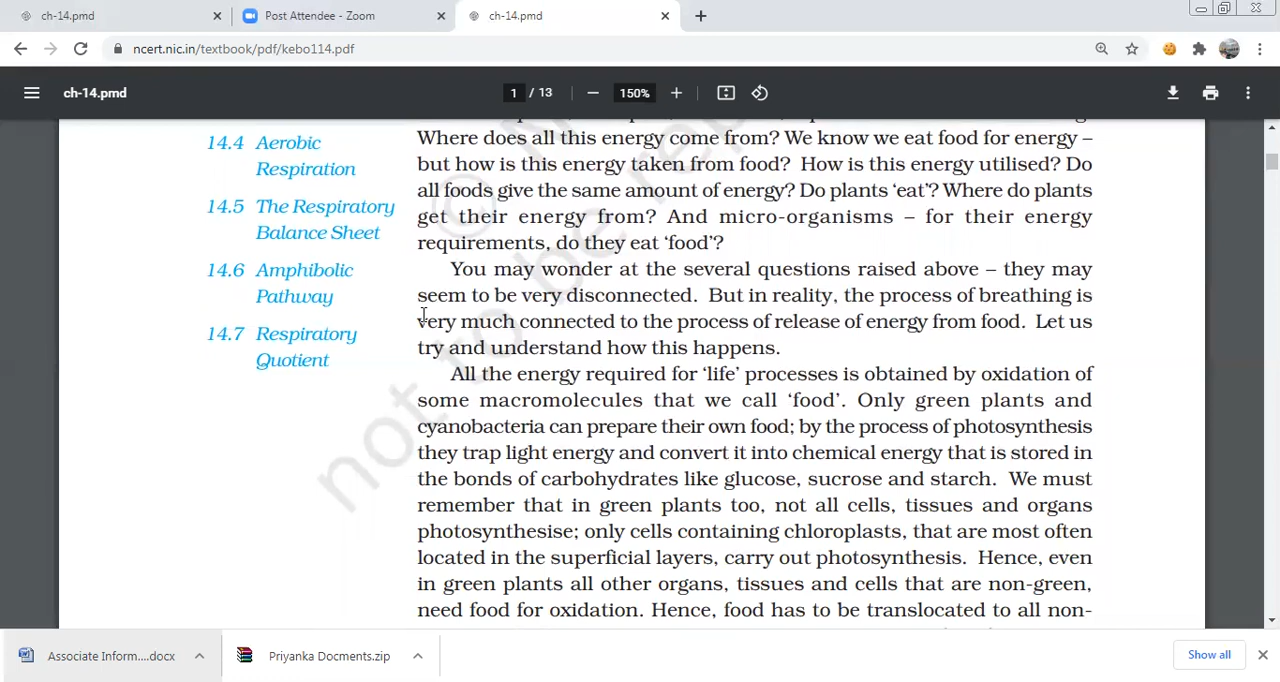 ch-14.pmd
Post Attendee - Zoom
ch-14.pmd
ncert.nic.in/textbook/pdf/kebo114.pdf
ch-14.pmd
1 / 13
150%
14.4 Aerobic
Respiration
14.5 The Respiratory
Balance Sheet
14.6 Amphibolic
Pathway
14.7 Respiratory
Quotient
Where does all this energy come from? We know we eat food for energy –
but how is this energy taken from food? How is this energy utilised? Do
all foods give the same amount of energy? Do plants ‘eat’? Where do plants
get their energy from? And micro-organisms – for their energy
requirements, do they eat ‘food’?
You may wonder at the several questions raised above – they may
seem to be very disconnected. But in reality, the process of breathing is
very much connected to the process of release of energy from food. Let us
try and understand how this happens.
All the energy required for ‘life’ processes is obtained by oxidation of
some macromolecules that we call ‘food’. Only green plants and
cyanobacteria can prepare their own food; by the process of photosynthesis
they trap light energy and convert it into chemical energy that is stored in
the bonds of carbohydrates like glucose, sucrose and starch. We must
remember that in green plants too, not all cells, tissues and organs
photosynthesise; only cells containing chloroplasts, that are most often
located in the superficial layers, carry out photosynthesis. Hence, even
in green plants all other organs, tissues and cells that are non-green,
need food for oxidation. Hence, food has to be translocated to all non-
not to be rep
©
Associate Inform....docx
Priyanka Docments.zip
Show all